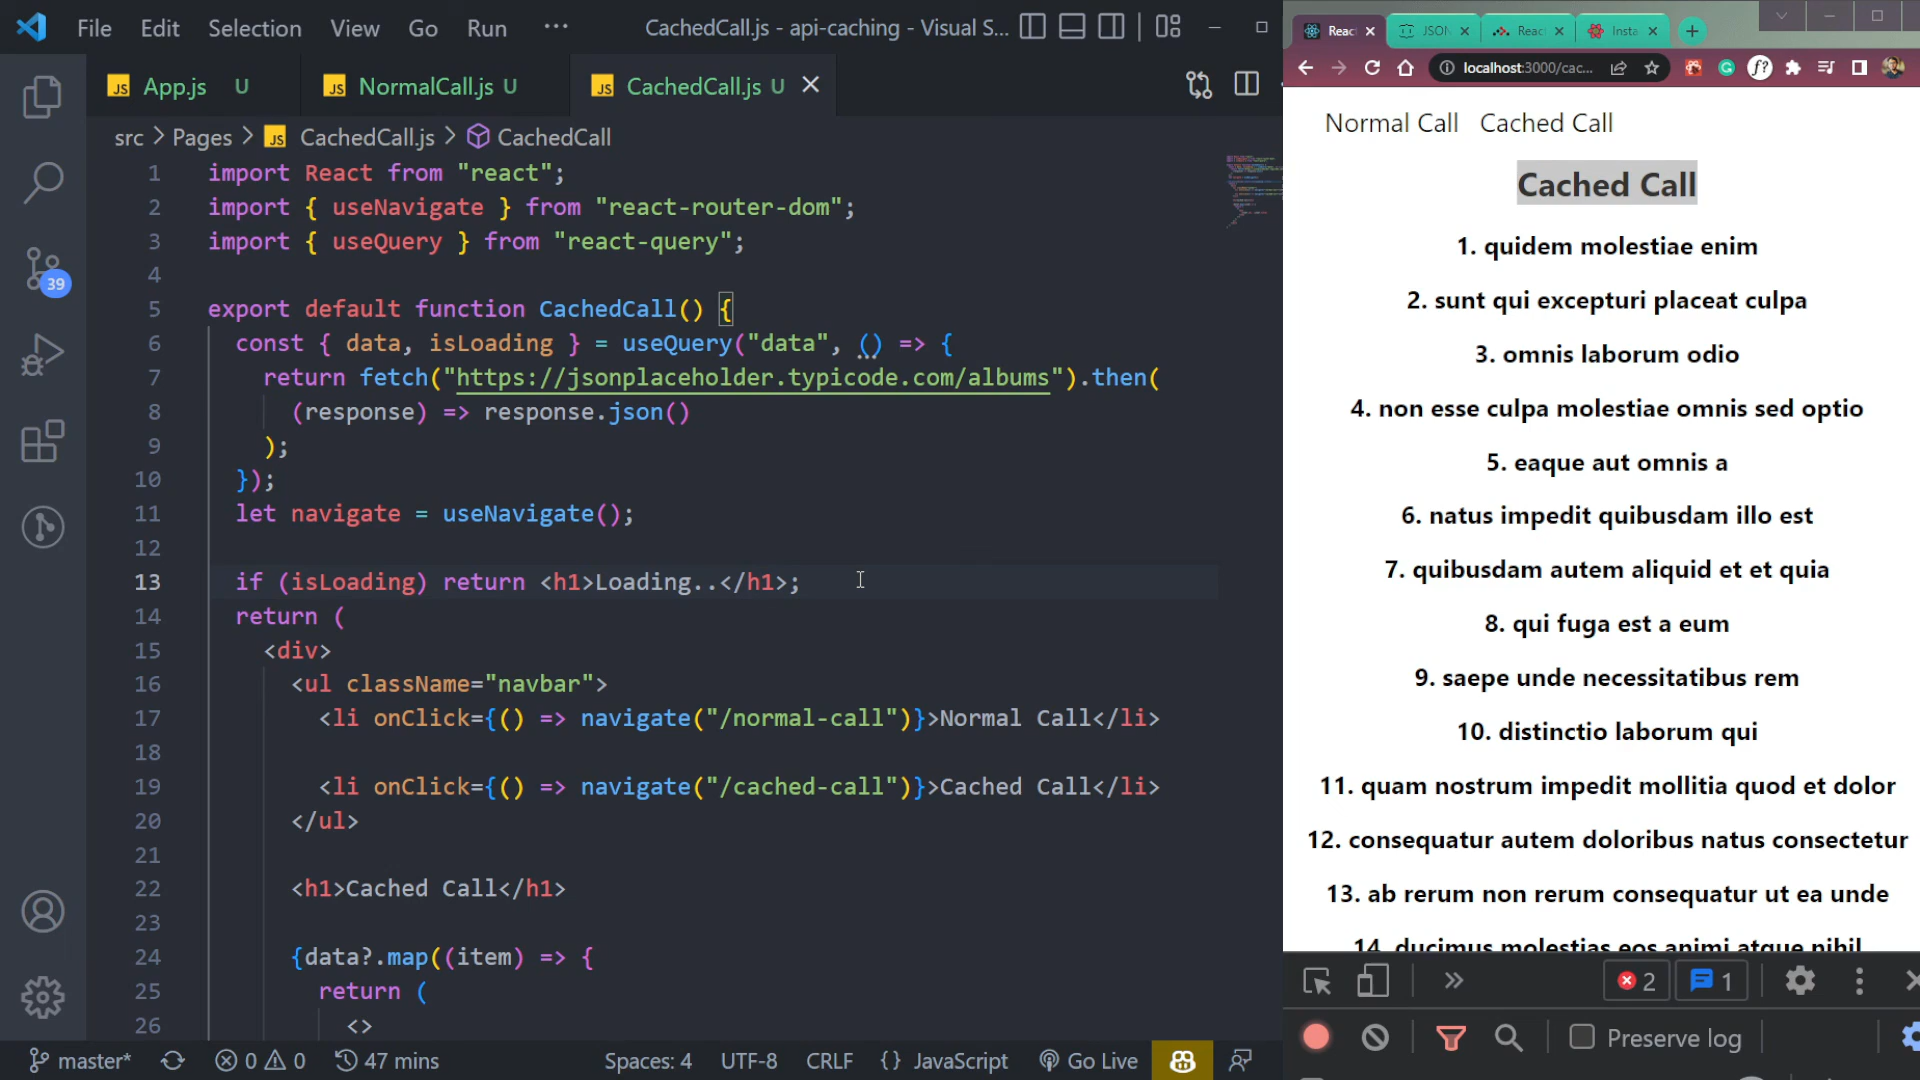 File Edit Selection View Go Run ··· CachedCall.js - api-caching - Visual S...
App.js U NormalCall.js U CachedCall.js U
src > Pages > CachedCall.js > CachedCall
1 import React from "react";
2 import { useNavigate } from "react-router-dom";
3 import { useQuery } from "react-query";
4
5 export default function CachedCall() {
6 const { data, isLoading } = useQuery("data", () => {
7 return fetch("https://jsonplaceholder.typicode.com/albums").then(
8 (response) => response.json()
9 );
10 });
11 let navigate = useNavigate();
12
13 if (isLoading) return <h1>Loading..</h1>;
14 return (
15 <div>
16 <ul className="navbar">
17 <li onClick={() => navigate("/normal-call")}>Normal Call</li>
18
19 <li onClick={() => navigate("/cached-call")}>Cached Call</li>
20 </ul>
21
22 <h1>Cached Call</h1>
23
24 {data?.map((item) => {
25 return (
26 <>
39
master* 0 0 47 mins Spaces: 4 UTF-8 CRLF {} JavaScript Go Live
Reac JSON Reac Insta
localhost:3000/cac...
Normal Call Cached Call
Cached Call
1. quidem molestiae enim
2. sunt qui excepturi placeat culpa
3. omnis laborum odio
4. non esse culpa molestiae omnis sed optio
5. eaque aut omnis a
6. natus impedit quibusdam illo est
7. quibusdam autem aliquid et et quia
8. qui fuga est a eum
9. saepe unde necessitatibus rem
10. distinctio laborum qui
11. quam nostrum impedit mollitia quod et dolor
12. consequatur autem doloribus natus consectetur
13. ab rerum non rerum consequatur ut ea unde
14. ducimus molestias eos animi atque nihil
2 1
Preserve log